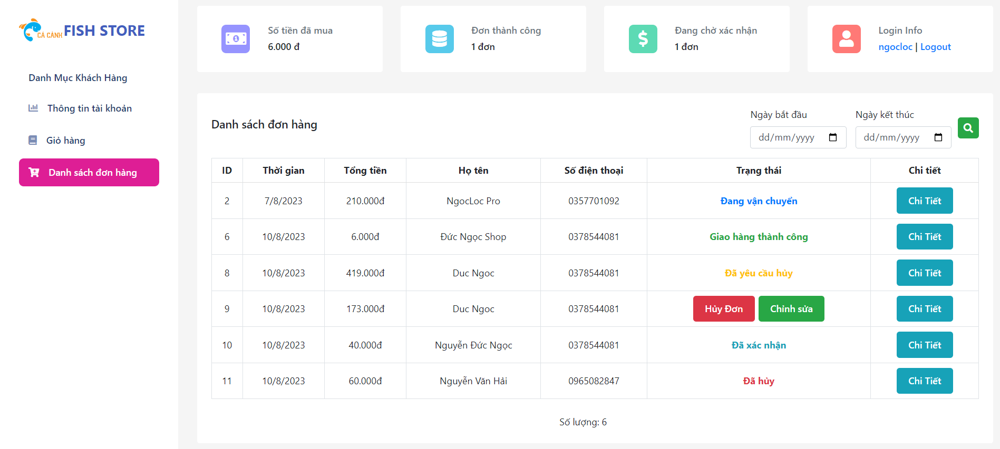 CÁ CẢNH FISH STORE
Danh Mục Khách Hàng
Thông tin tài khoản
Giỏ hàng
Danh sách đơn hàng
Số tiền đã mua
6.000 đ
Đơn thành công
1 đơn
Đang chờ xác nhận
1 đơn
Login Info
ngocloc | Logout
Danh sách đơn hàng
Ngày bắt đầu
dd/mm/yyyy
Ngày kết thúc
dd/mm/yyyy
ID Thời gian Tổng tiền Họ tên Số điện thoại Trạng thái Chi tiết
2 7/8/2023 210.000đ NgocLoc Pro 0357701092 Đang vận chuyển Chi Tiết
6 10/8/2023 6.000đ Đức Ngọc Shop 0378544081 Giao hàng thành công Chi Tiết
8 10/8/2023 419.000đ Duc Ngoc 0378544081 Đã yêu cầu hủy Chi Tiết
9 10/8/2023 173.000đ Duc Ngoc 0378544081 Hủy Đơn Chỉnh sửa Chi Tiết
10 10/8/2023 40.000đ Nguyễn Đức Ngọc 0378544081 Đã xác nhận Chi Tiết
11 10/8/2023 60.000đ Nguyễn Văn Hải 0965082847 Đã hủy Chi Tiết
Số lượng: 6